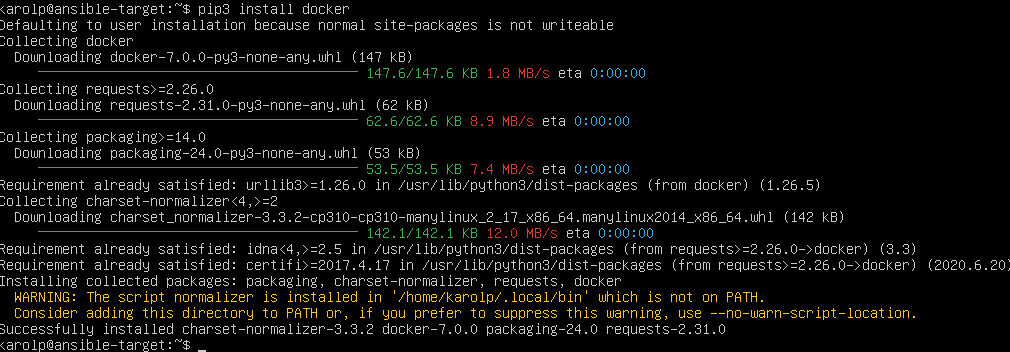 karolp@ansible-target:~$ pip3 install docker
Defaulting to user installation because normal site-packages is not writeable
Collecting docker
  Downloading docker-7.0.0-py3-none-any.whl (147 kB)
     147.6/147.6 KB 1.8 MB/s eta 0:00:00
Collecting requests>=2.26.0
  Downloading requests-2.31.0-py3-none-any.whl (62 kB)
     62.6/62.6 KB 8.9 MB/s eta 0:00:00
Collecting packaging>=14.0
  Downloading packaging-24.0-py3-none-any.whl (53 kB)
     53.5/53.5 KB 7.4 MB/s eta 0:00:00
Requirement already satisfied: urllib3>=1.26.0 in /usr/lib/python3/dist-packages (from docker) (1.26.5)
Collecting charset-normalizer<4,>=2
  Downloading charset_normalizer-3.3.2-cp310-cp310-manylinux_2_17_x86_64.manylinux2014_x86_64.whl (142 kB)
     142.1/142.1 KB 12.0 MB/s eta 0:00:00
Requirement already satisfied: idna<4,>=2.5 in /usr/lib/python3/dist-packages (from requests>=2.26.0->docker) (3.3)
Requirement already satisfied: certifi>=2017.4.17 in /usr/lib/python3/dist-packages (from requests>=2.26.0->docker) (2020.6.20)
Installing collected packages: packaging, charset-normalizer, requests, docker
  WARNING: The script normalizer is installed in '/home/karolp/.local/bin' which is not on PATH.
  Consider adding this directory to PATH or, if you prefer to suppress this warning, use --no-warn-script-location.
Successfully installed charset-normalizer-3.3.2 docker-7.0.0 packaging-24.0 requests-2.31.0
karolp@ansible-target:~$ _